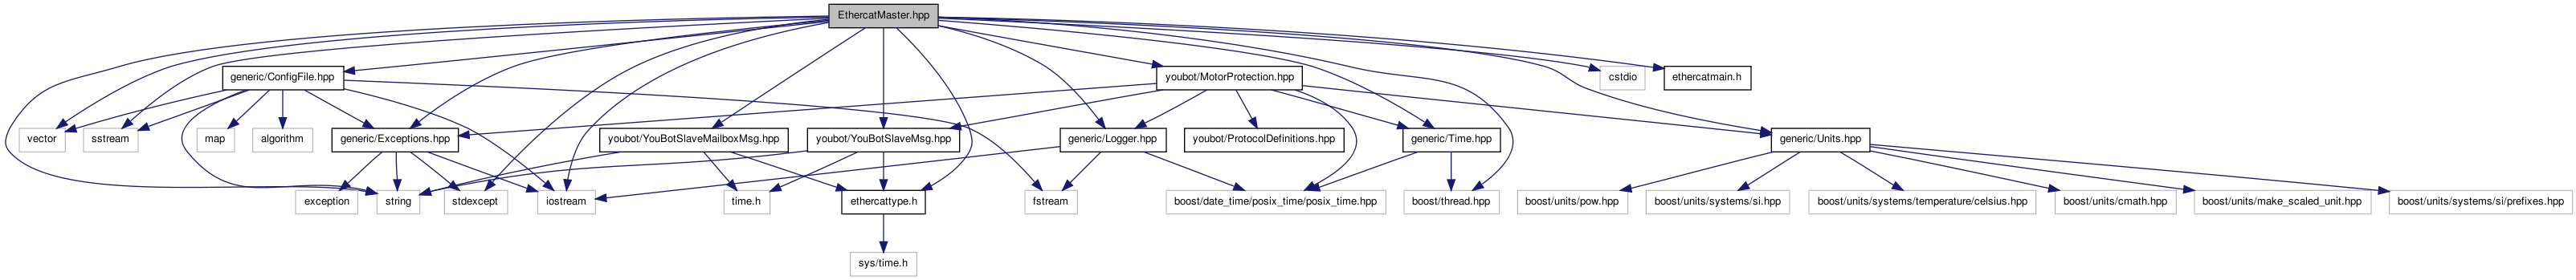 EthercatMaster.hpp
generic/ConfigFile.hpp
youbot/MotorProtection.hpp
cstdio
ethercatmain.h
vector
sstream
map
algorithm
generic/Exceptions.hpp
youbot/YouBotSlaveMailboxMsg.hpp
youbot/YouBotSlaveMsg.hpp
generic/Logger.hpp
youbot/ProtocolDefinitions.hpp
generic/Time.hpp
generic/Units.hpp
exception
string
stdexcept
iostream
time.h
ethercattype.h
fstream
boost/date_time/posix_time/posix_time.hpp
boost/thread.hpp
boost/units/pow.hpp
boost/units/systems/si.hpp
boost/units/systems/temperature/celsius.hpp
boost/units/cmath.hpp
boost/units/make_scaled_unit.hpp
boost/units/systems/si/prefixes.hpp
sys/time.h